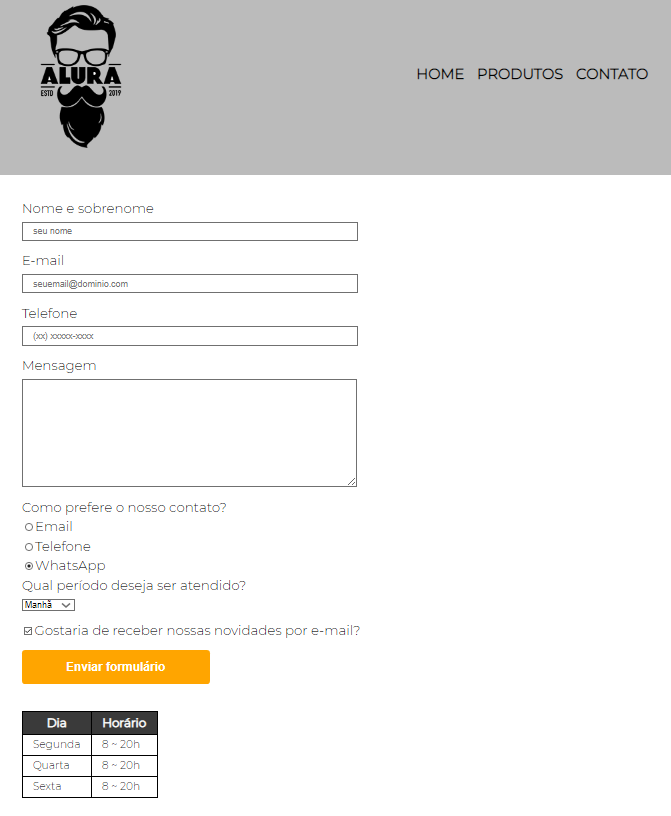 ALURA
ESTD 2019
HOME PRODUTOS CONTATO
Nome e sobrenome
seu nome
E-mail
seuemail@dominio.com
Telefone
(xx) xxxxx-xxxx
Mensagem
Como prefere o nosso contato?
Email
Telefone
WhatsApp
Qual período deseja ser atendido?
Manhã
Gostaria de receber nossas novidades por e-mail?
Enviar formulário
Dia Horário
Segunda 8 ~ 20h
Quarta 8 ~ 20h
Sexta 8 ~ 20h